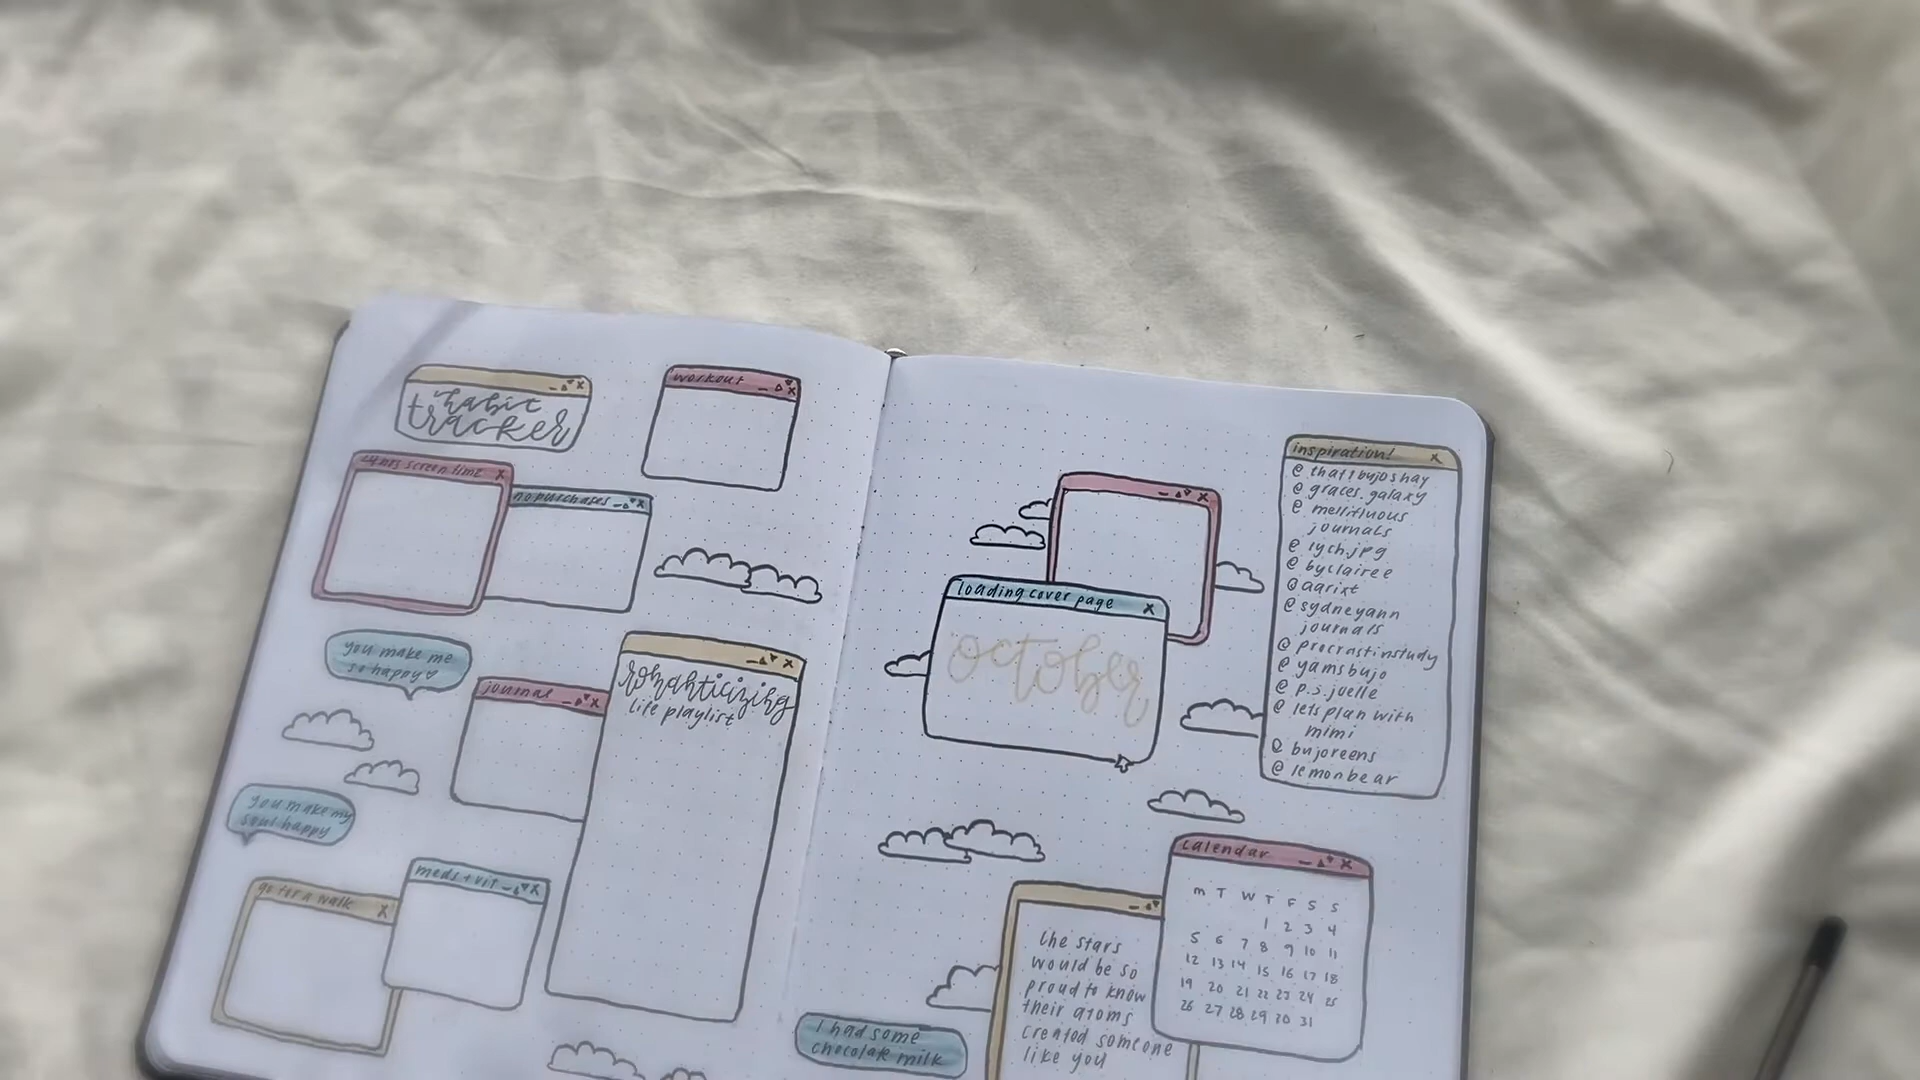 habit
tracker
workout
screen time
no purchases
you make me
so happy♡
journal
romanticizing
life playlist
you make my
soul happy
go for a walk
meds + vit
loading cover page
october
inspiration!
@ thattbujoshay
@ graces.galaxy
@ mellifluous
journals
@ lych.jpg
@ byclairee
@ aarixt
@ sydneyann
journals
@ procrastinstudy
@ yamsbujo
@ p.s.juelle
@ letsplan with
mimi
@ bujoreens
@ lemonbear
calendar
m T W T F S S
1 2 3 4
5 6 7 8 9 10 11
12 13 14 15 16 17 18
19 20 21 22 23 24 25
26 27 28 29 30 31
the stars
would be so
proud to know
their atoms
created someone
like you
I had some
chocolate milk